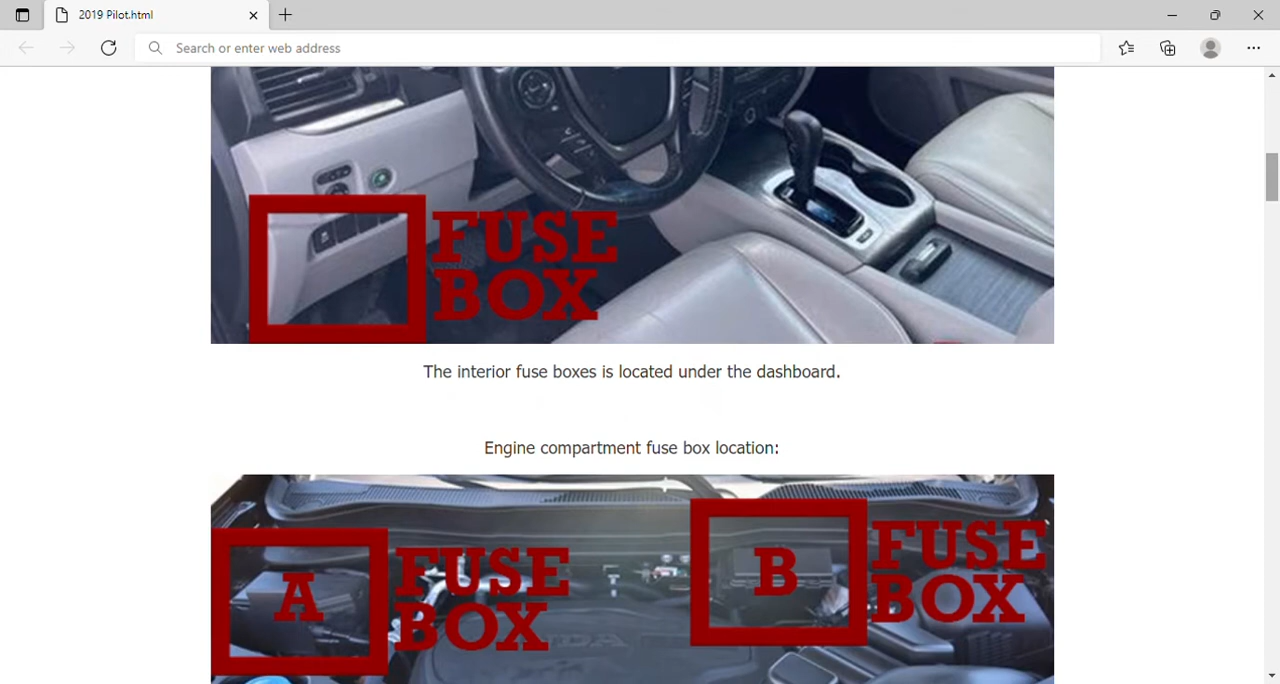 2019 Pilot.html
Search or enter web address
FUSE
BOX
The interior fuse boxes is located under the dashboard.
Engine compartment fuse box location:
A
FUSE
BOX
B
FUSE
BOX